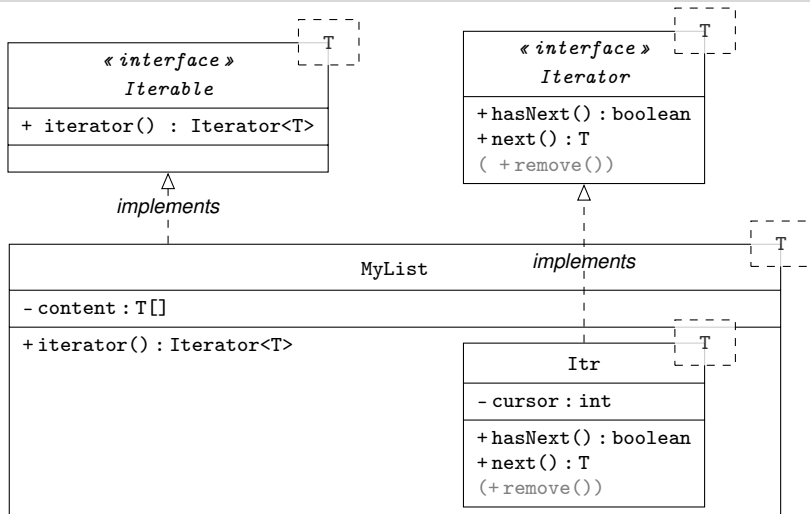 T
« interface »
Iterable
+ iterator() : Iterator<T>
T
« interface »
Iterator
+hasNext() : boolean
+next() : T
( +remove())
implements
implements
T
MyList
- content : T[]
+iterator() : Iterator<T>
T
Itr
- cursor : int
+hasNext() : boolean
+next() : T
(+remove())